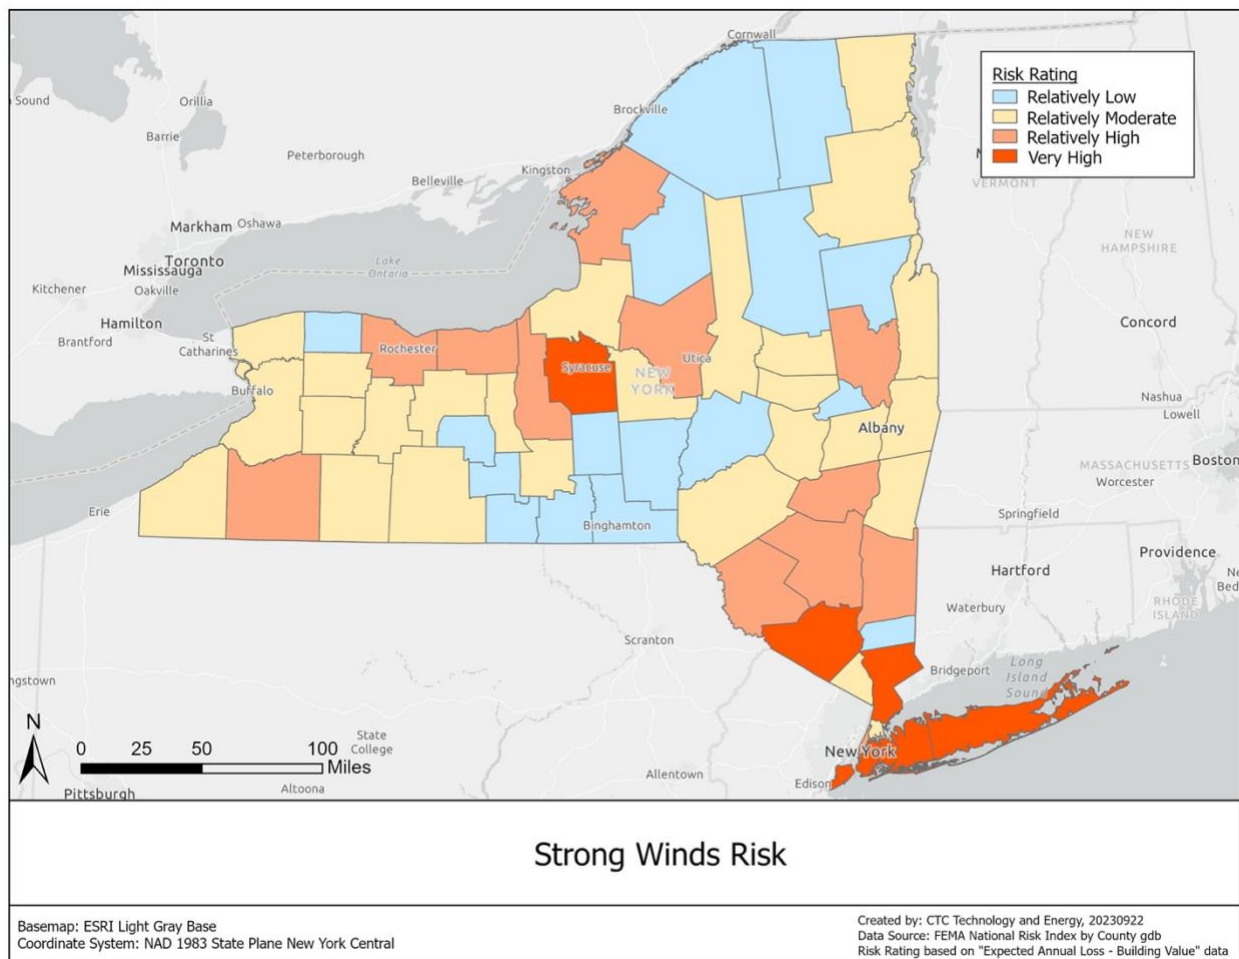 Cornwall
Sound
Orillia
Brockville
Barrie
Peterborough
Kingston
Belleville
Markham
Oshawa
Toronto
Mississauga
Lake
Ontario
Kitchener
Oakville
Hamilton
Brantford
St
Catharines
Rochester
Syracuse
Utica
NEW
YORK
Buffalo
Albany
Erie
Binghamton
Risk Rating
Relatively Low
Relatively Moderate
Relatively High
Very High
VERMONT
NEW
HAMPSHIRE
Concord
Nashua
Lowell
MASSACHUSETTS
Boston
Worcester
Springfield
Providence
Hartford
RHODE
ISLAND
Waterbury
Scranton
Bridgeport
Long
Island
Sound
ngstown
State
College
New York
Allentown
Edison
Altoona
Pittsburgh
N
0 25 50 100
Miles
Strong Winds Risk
Basemap: ESRI Light Gray Base
Coordinate System: NAD 1983 State Plane New York Central
Created by: CTC Technology and Energy, 20230922
Data Source: FEMA National Risk Index by County gdb
Risk Rating based on "Expected Annual Loss - Building Value" data